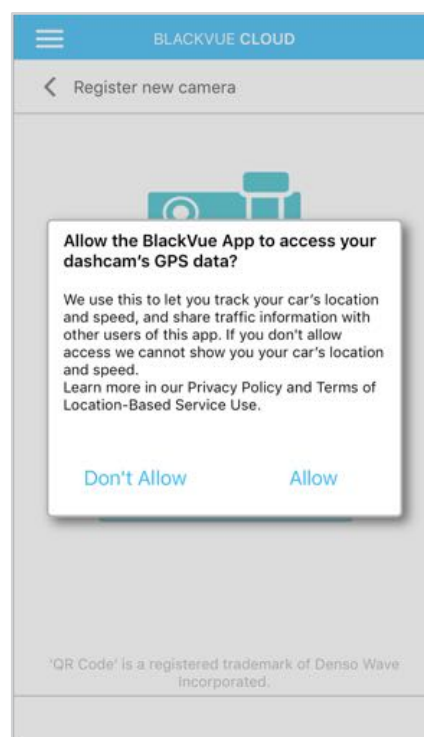 BLACKVUE CLOUD
Register new camera
Allow the BlackVue App to access your
dashcam's GPS data?
We use this to let you track your car's location
and speed, and share traffic information with
other users of this app. If you don't allow
access we cannot show you your car's location
and speed.
Learn more in our Privacy Policy and Terms of
Location-Based Service Use.
Don't Allow Allow
'QR Code' is a registered trademark of Denso Wave
Incorporated.